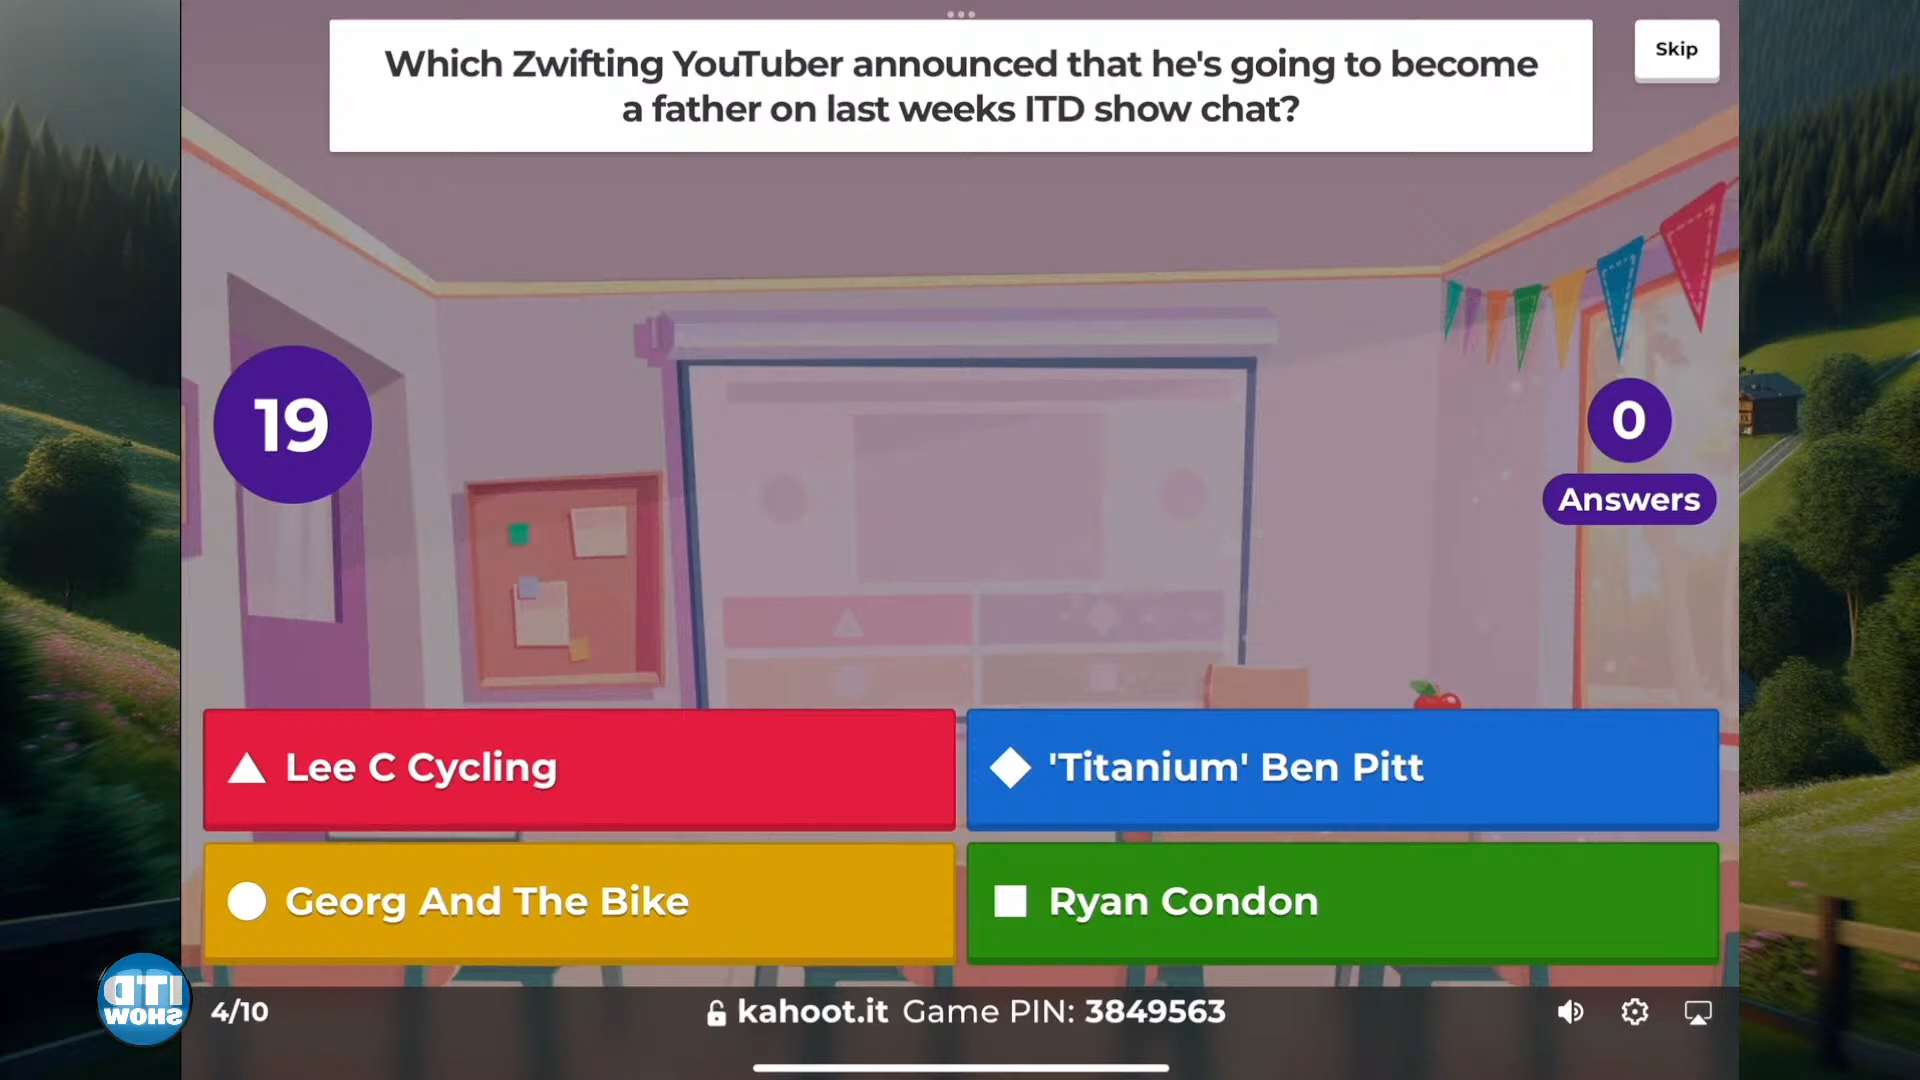 Which Zwifting YouTuber announced that he's going to become
a father on last weeks ITD show chat?
Skip
19
0
Answers
Lee C Cycling
'Titanium' Ben Pitt
Georg And The Bike
Ryan Condon
ITD
SHOW
4/10
kahoot.it Game PIN: 3849563